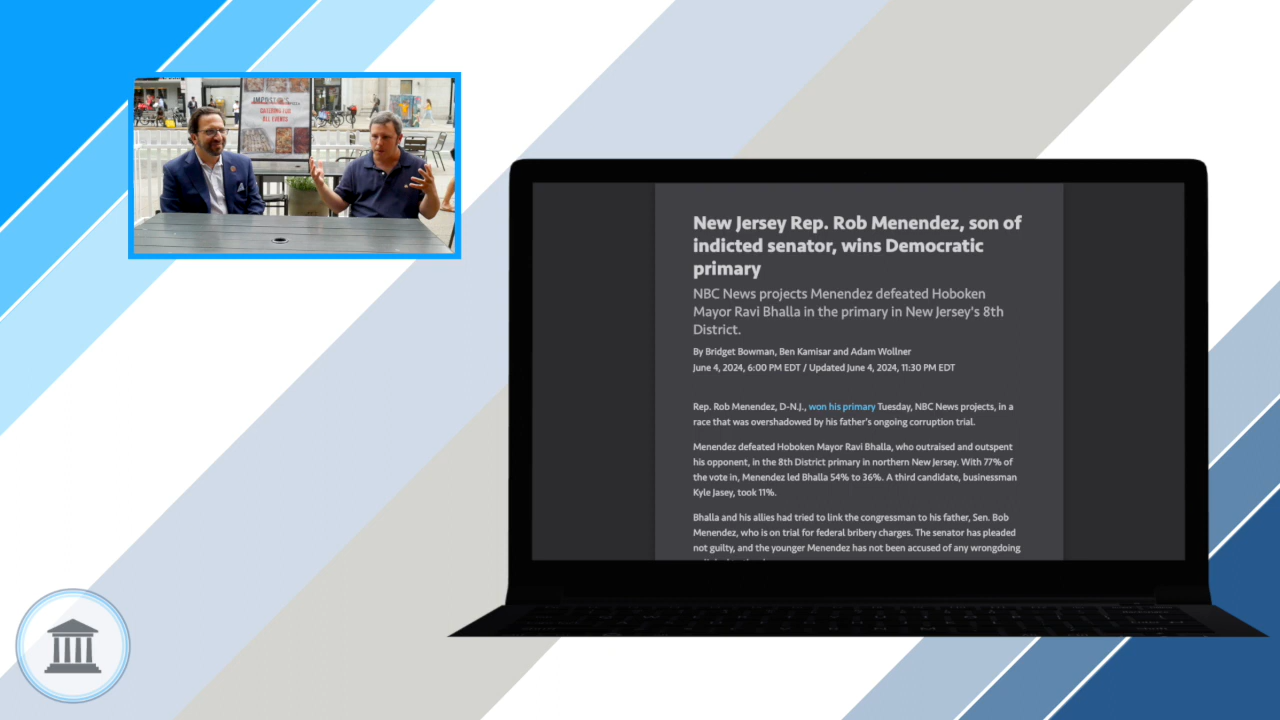 CATERING FOR
ALL EVENTS
New Jersey Rep. Rob Menendez, son of
indicted senator, wins Democratic
primary
NBC News projects Menendez defeated Hoboken
Mayor Ravi Bhalla in the primary in New Jersey's 8th
District.
By Bridget Bowman, Ben Kamisar and Adam Wollner
June 4, 2024, 6:00 PM EDT / Updated June 4, 2024, 11:30 PM EDT
Rep. Rob Menendez, D-N.J., won his primary Tuesday, NBC News projects, in a
race that was overshadowed by his father's ongoing corruption trial.
Menendez defeated Hoboken Mayor Ravi Bhalla, who outraised and outspent
his opponent, in the 8th District primary in northern New Jersey. With 77% of
the vote in, Menendez led Bhalla 54% to 36%. A third candidate, businessman
Kyle Jasey, took 11%.
Bhalla and his allies had tried to link the congressman to his father, Sen. Bob
Menendez, who is on trial for federal bribery charges. The senator has pleaded
not guilty, and the younger Menendez has not been accused of any wrongdoing